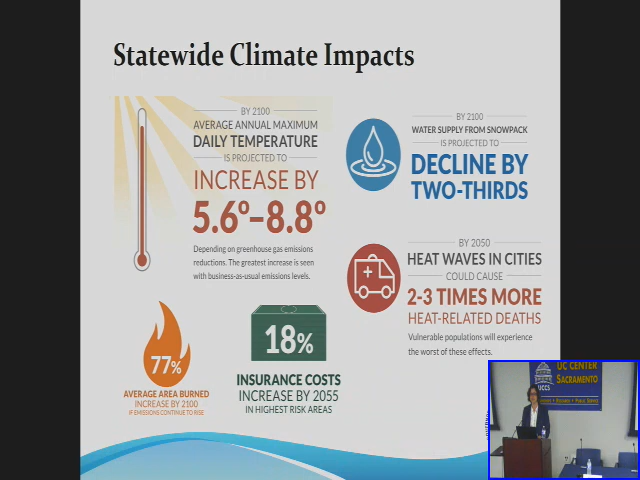 Statewide Climate Impacts
BY 2100
AVERAGE ANNUAL MAXIMUM
DAILY TEMPERATURE
IS PROJECTED TO
INCREASE BY
5.6º–8.8º
Depending on greenhouse gas emissions
reductions. The greatest increase is seen
with business-as-usual emissions levels.
BY 2100
WATER SUPPLY FROM SNOWPACK
IS PROJECTED TO
DECLINE BY
TWO-THIRDS
BY 2050
HEAT WAVES IN CITIES
COULD CAUSE
2-3 TIMES MORE
HEAT-RELATED DEATHS
Vulnerable populations will experience
the worst of these effects.
77%
AVERAGE AREA BURNED
INCREASE BY 2100
IF EMISSIONS CONTINUE TO RISE
18%
INSURANCE COSTS
INCREASE BY 2055
IN HIGHEST RISK AREAS
UC CENTER
SACRAMENTO
UCCS